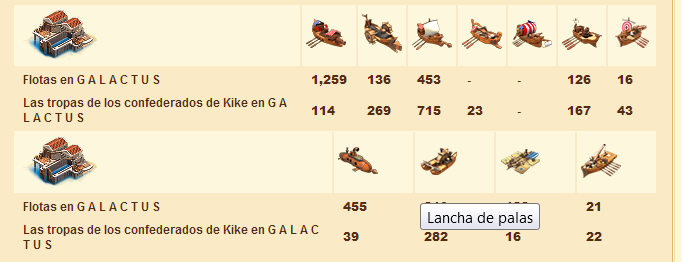 Flotas en G A L A C T U S 1,259 136 453 - - 126 16
Las tropas de los confederados de Kike en G A
L A C T U S 114 269 715 23 - 167 43
Flotas en G A L A C T U S 455 21
Lancha de palas
Las tropas de los confederados de Kike en G A L A C
T U S 39 282 16 22